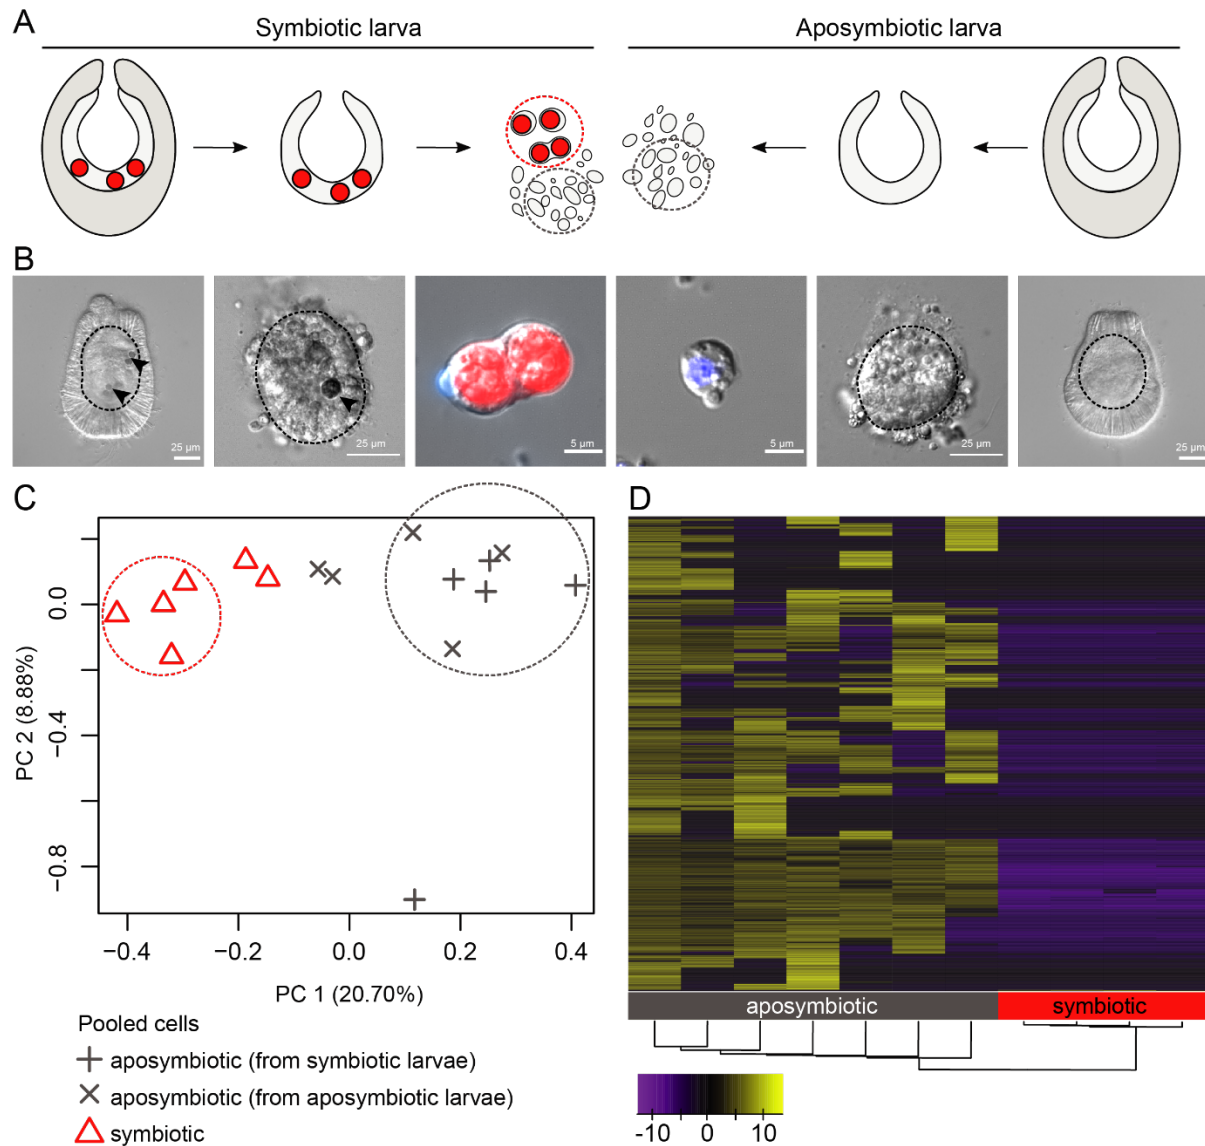 A
Symbiotic larva
Aposymbiotic larva
B
25 µm
25 µm
5 µm
5 µm
25 µm
25 µm
C
D
0.0
−0.4
−0.8
PC 2 (8.88%)
−0.4
−0.2
0.0
0.2
0.4
PC 1 (20.70%)
Pooled cells
aposymbiotic (from symbiotic larvae)
aposymbiotic (from aposymbiotic larvae)
symbiotic
aposymbiotic
symbiotic
-10
0
10